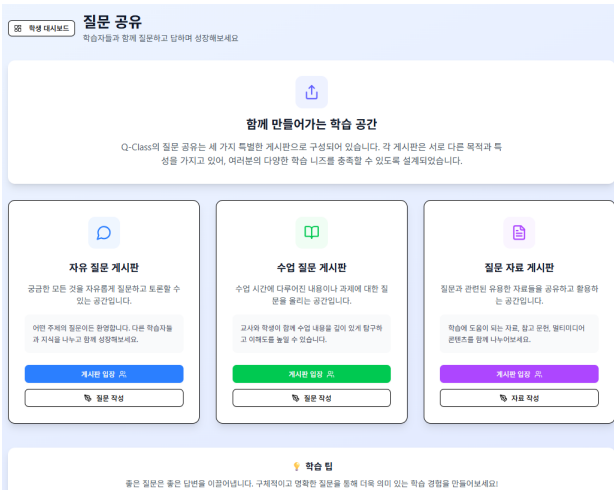 학생 대시보드
질문 공유
학습자들과 함께 질문하고 답하며 성장해보세요
함께 만들어가는 학습 공간
Q-Class의 질문 공유는 세 가지 특별한 게시판으로 구성되어 있습니다. 각 게시판은 서로 다른 목적과 특
성을 가지고 있어, 여러분의 다양한 학습 니즈를 충족할 수 있도록 설계되었습니다.
자유 질문 게시판
궁금한 모든 것을 자유롭게 질문하고 토론할 수
있는 공간입니다.
어떤 주제의 질문이든 환영합니다. 다른 학습자들
과 지식을 나누고 함께 성장해보세요.
게시판 입장
질문 작성
수업 질문 게시판
수업 시간에 다루어진 내용이나 과제에 대한 질
문을 올리는 공간입니다.
교사와 학생이 함께 수업 내용을 깊이 있게 탐구하
고 이해도를 높일 수 있습니다.
게시판 입장
질문 작성
질문 자료 게시판
질문과 관련된 유용한 자료들을 공유하고 활용하
는 공간입니다.
학습에 도움이 되는 자료, 참고 문헌, 멀티미디어
콘텐츠를 함께 나누어보세요.
게시판 입장
자료 작성
학습 팁
좋은 질문은 좋은 답변을 이끌어냅니다. 구체적이고 명확한 질문을 통해 더욱 의미 있는 학습 경험을 만들어보세요!